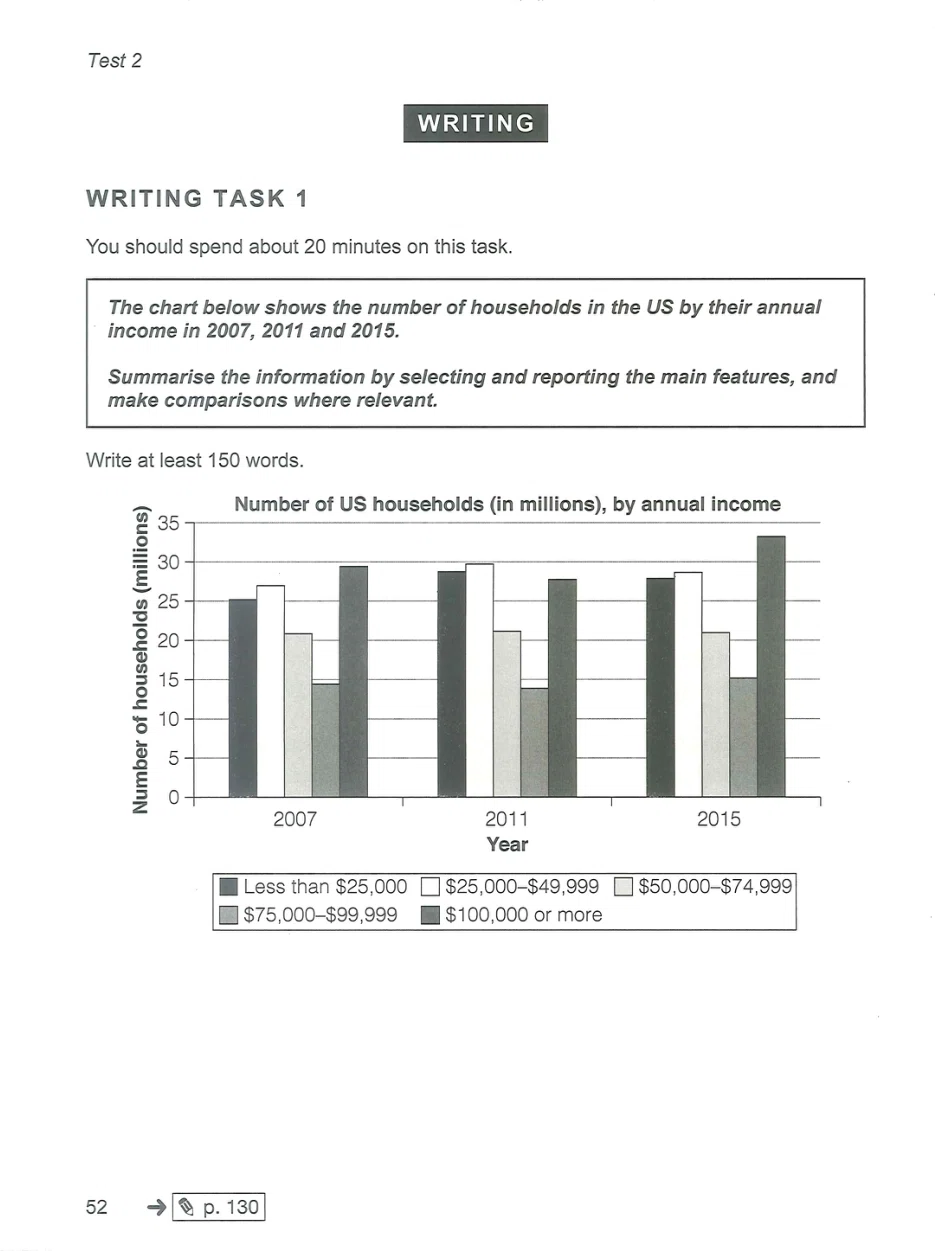 Test 2
WRITING
WRITING TASK 1
You should spend about 20 minutes on this task.
The chart below shows the number of households in the US by their annual
income in 2007, 2011 and 2015.
Summarise the information by selecting and reporting the main features, and
make comparisons where relevant.
Write at least 150 words.
Number of US households (in millions), by annual income
Number of households (millions)
35
30
25
20
15
10
5
0
2007 2011 2015
Year
Less than $25,000 $25,000–$49,999 $50,000–$74,999
$75,000–$99,999 $100,000 or more
52 p. 130